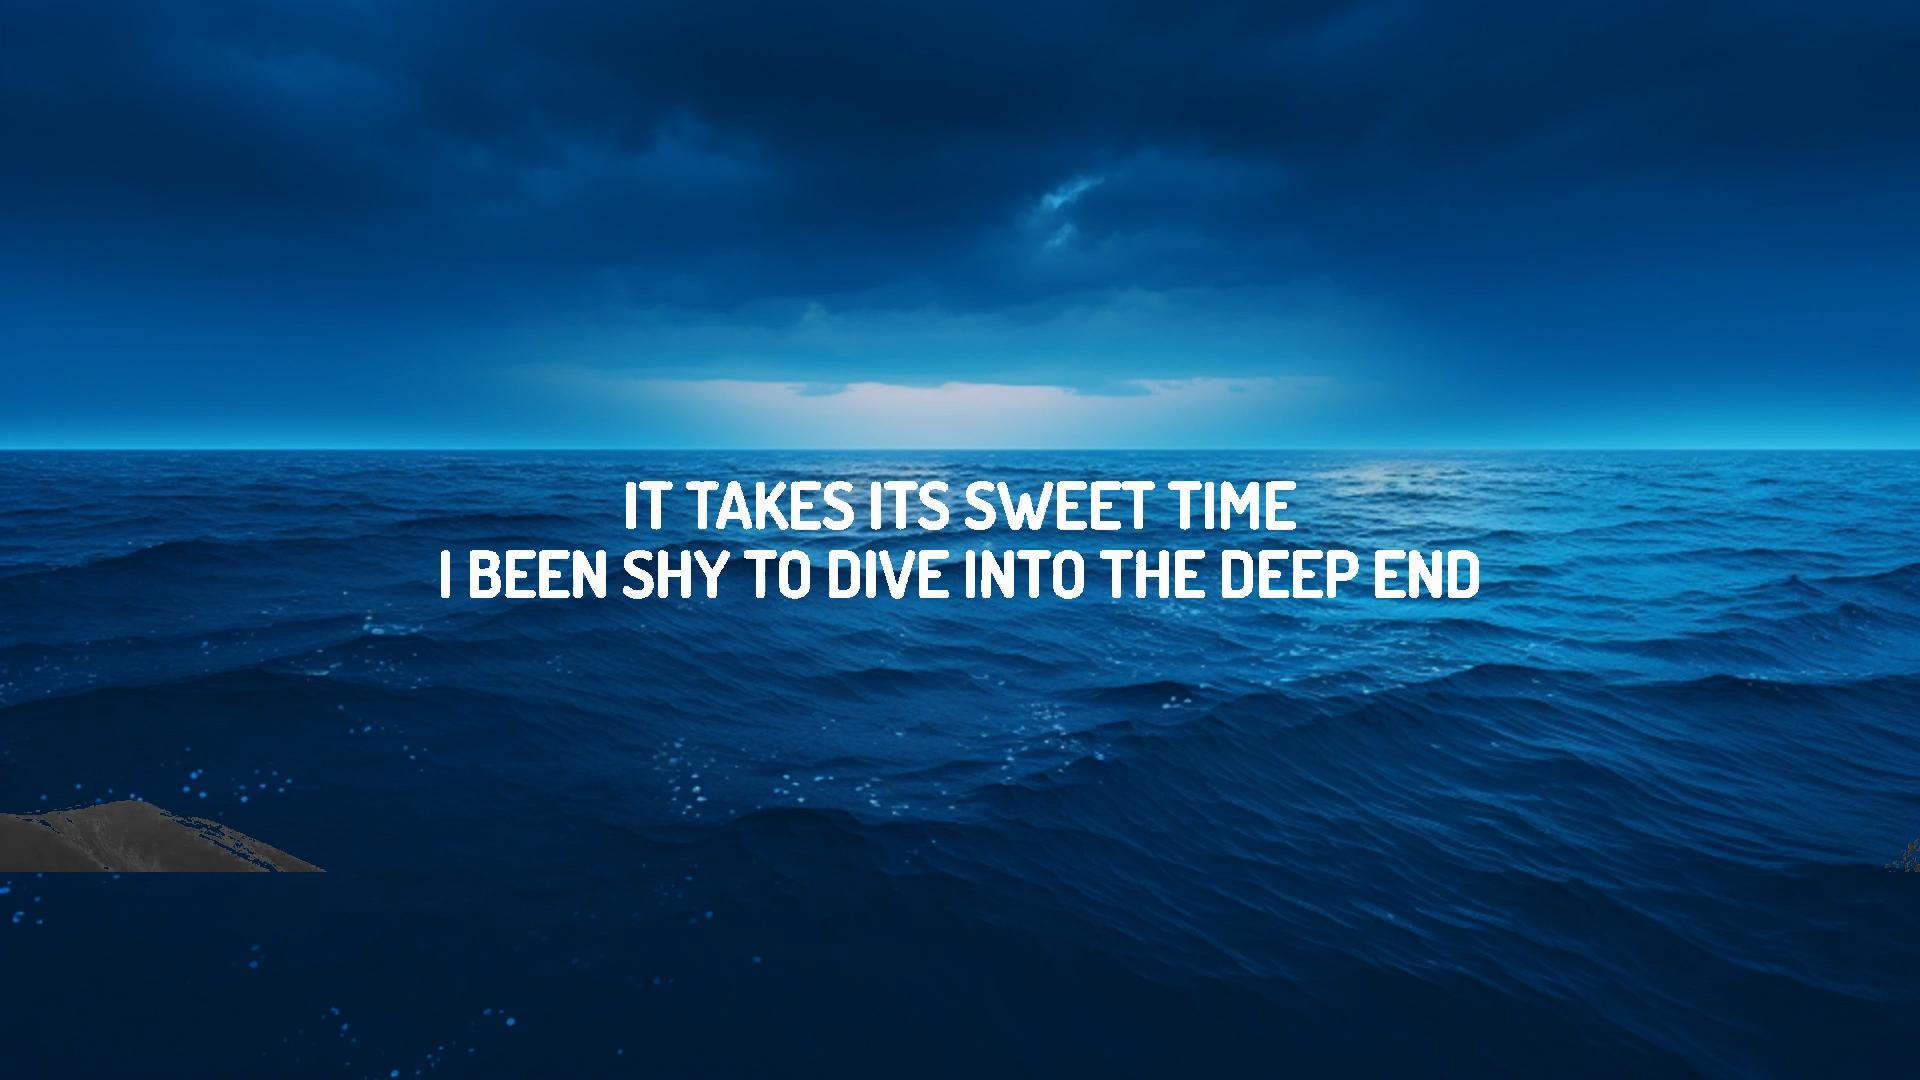 IT TAKES ITS SWEET TIME
I BEEN SHY TO DIVE INTO THE DEEP END